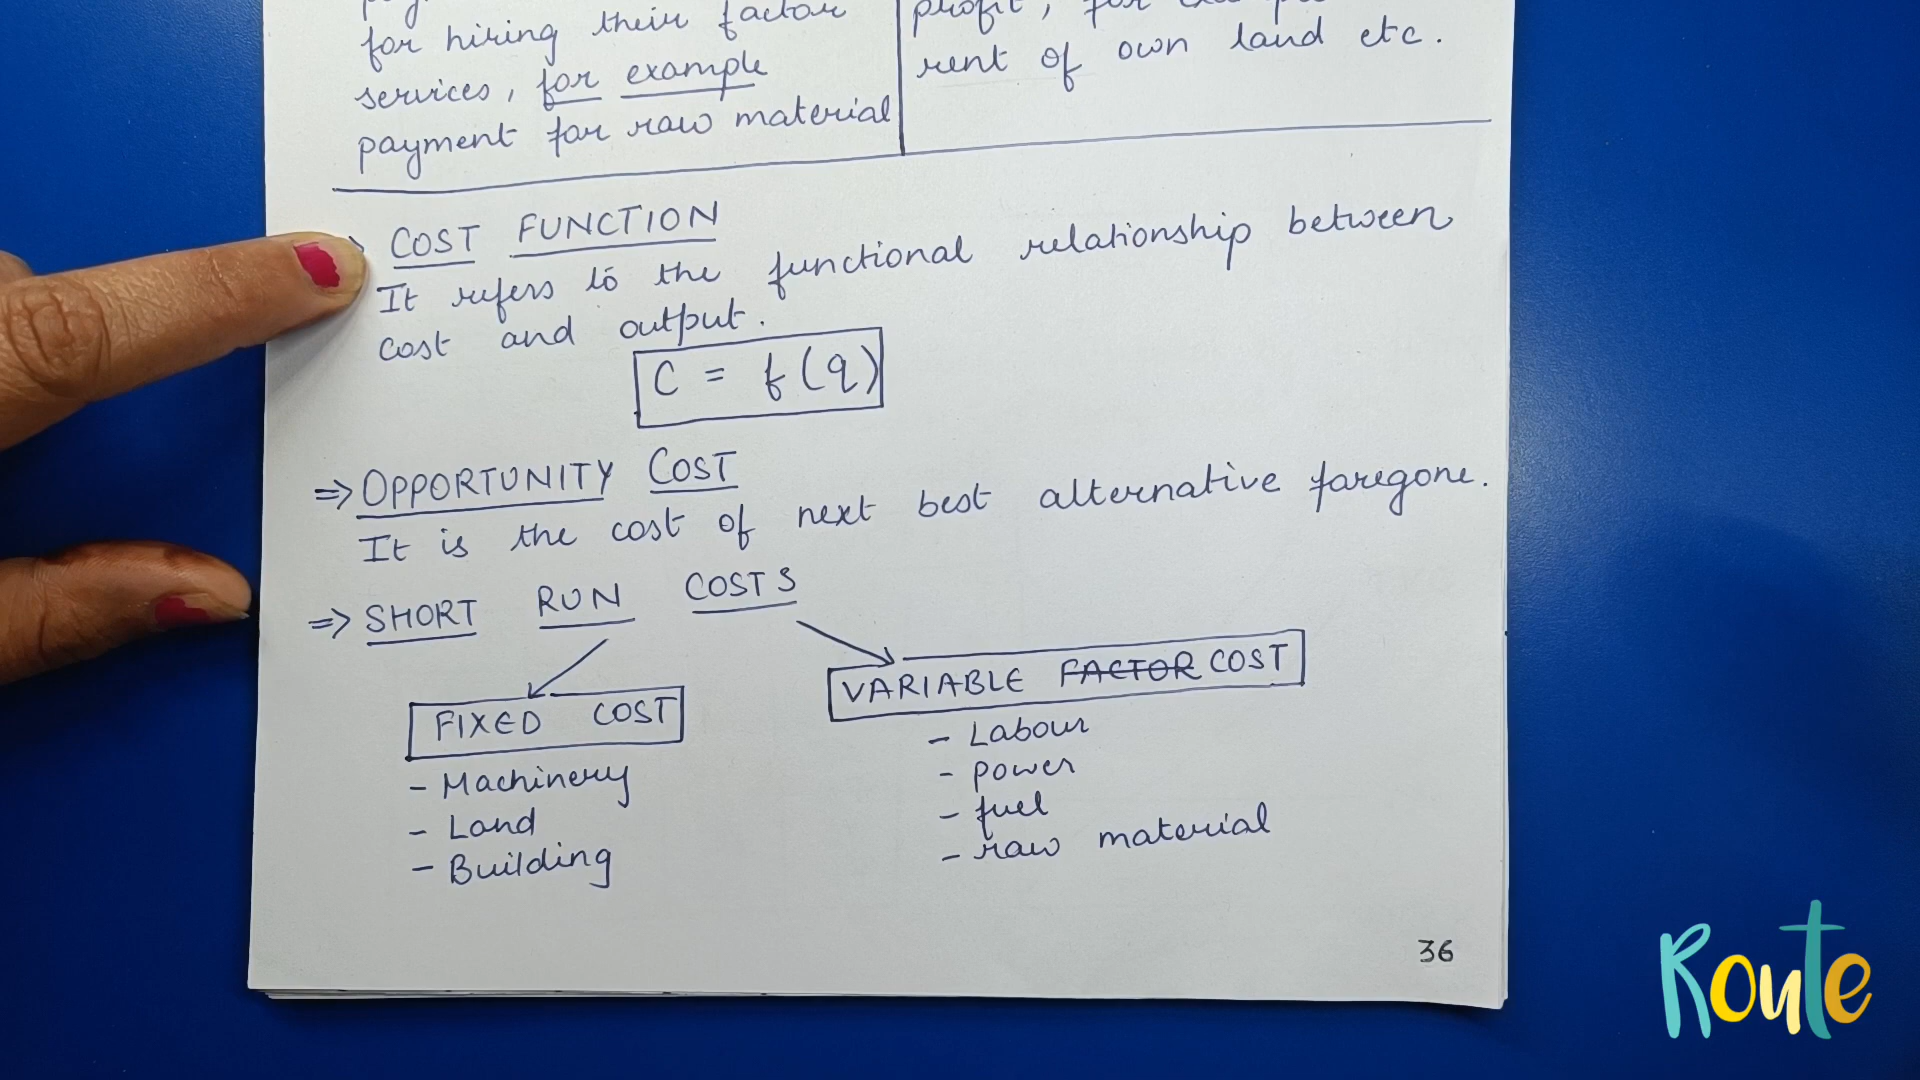 for hiring their factor
services, for example
payment for raw material
profit, for
rent of own land etc.
COST FUNCTION
It refers to the functional relationship between
cost and output.
C = f(q)
⇒ OPPORTUNITY COST
It is the cost of next best alternative foregone.
⇒ SHORT RUN COSTS
FIXED COST
- Machinery
- Land
- Building
VARIABLE FACTOR COST
- Labour
- power
- fuel
- raw material
36
Route